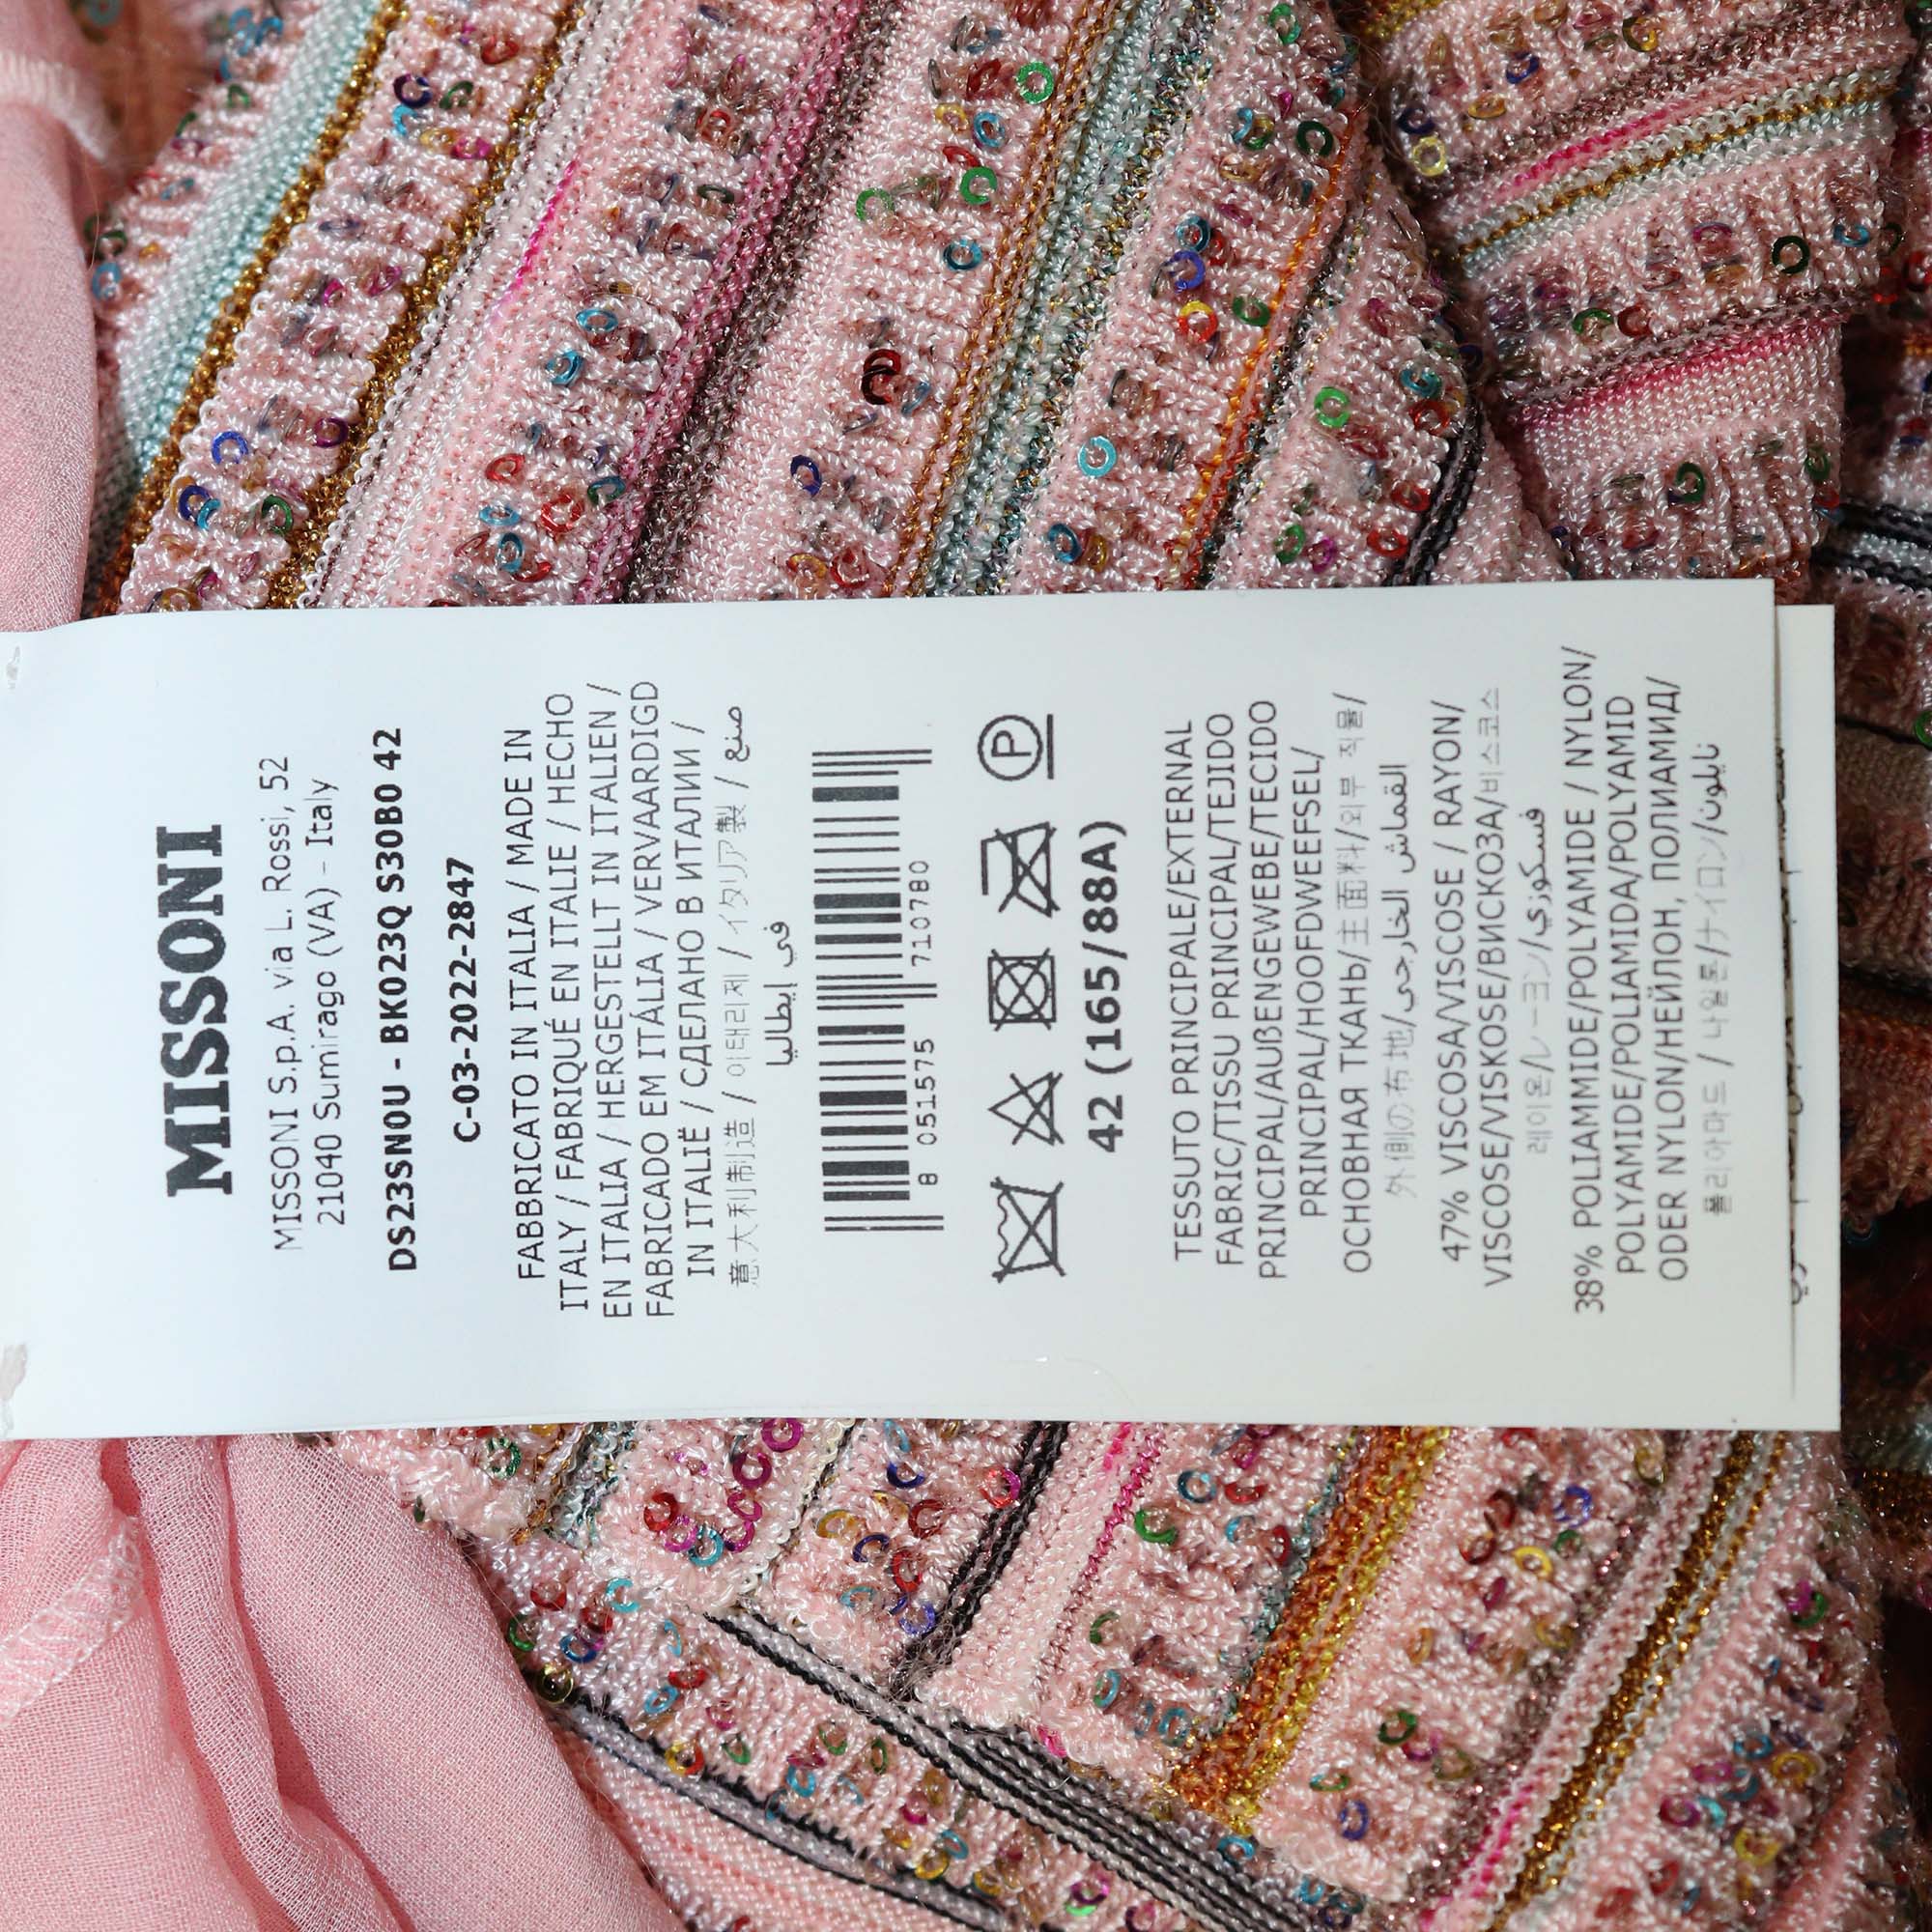 MISSONI
MISSONI S.p.A. via L. Rossi, 52
21040 Sumirago (VA) - Italy
DS23SN0U - BK023Q S30B0 42
C-03-2022-2847
FABBRICATO IN ITALIA / MADE IN
ITALY / FABRIQUÉ EN ITALIE / HECHO
EN ITALIA / HERGESTELLT IN ITALIEN /
FABRICADO EM ITÁLIA / VERVAARDIGD
IN ITALIË / СДЕЛАНО В ИТАЛИИ /
意大利制造 / 이태리제 / イタリア製 / صنع
في إيطاليا
8 051575 710780
P
42 (165/88A)
TESSUTO PRINCIPALE/EXTERNAL
FABRIC/TISSU PRINCIPAL/TEJIDO
PRINCIPAL/AUßENGEWEBE/TECIDO
PRINCIPAL/HOOFDWEEFSEL/
ОСНОВНАЯ ТКАНЬ/主面料/외부 직물/
外側の布地/القماش الخارجي
47% VISCOSA/VISCOSE / RAYON/
VISCOSE/VISKOSE/ВИСКОЗА/비스코스
레이온/レーヨン/فسكوزي
38% POLIAMMIDE/POLYAMIDE / NYLON/
POLYAMIDE/POLIAMIDA/POLYAMID
ODER NYLON/НЕЙЛОН, ПОЛИАМИД/
폴리아마드 / 나일론/ナイロン/نايلون